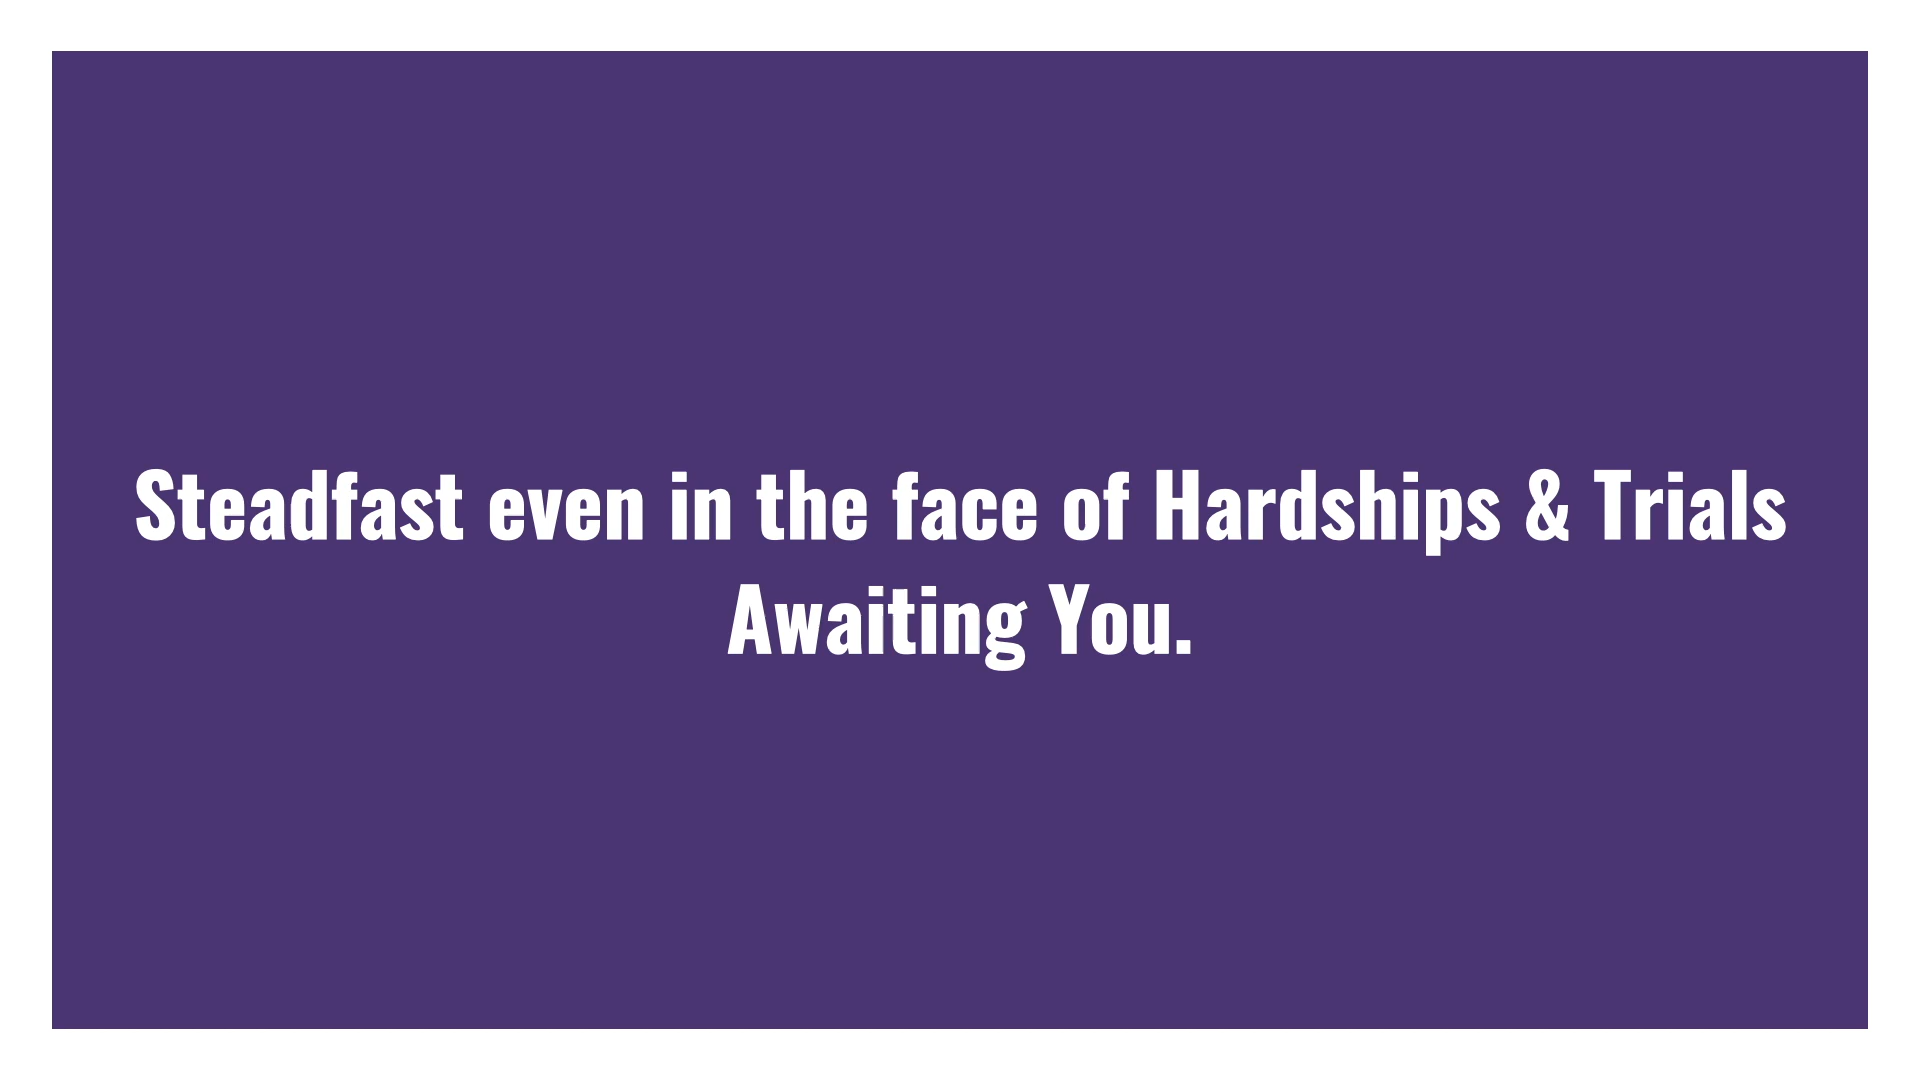 Steadfast even in the face of Hardships & Trials
Awaiting You.